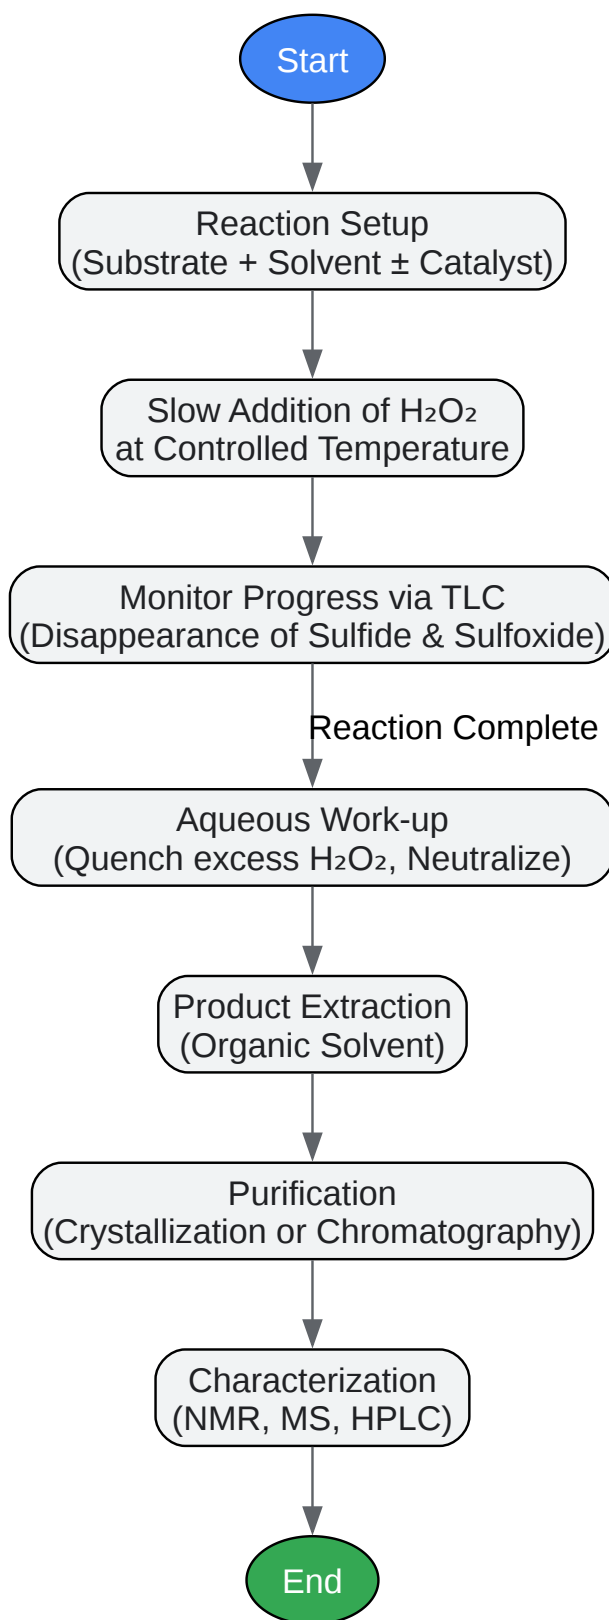 Start
Reaction Setup
(Substrate + Solvent ± Catalyst)
Slow Addition of H₂O₂
at Controlled Temperature
Monitor Progress via TLC
(Disappearance of Sulfide & Sulfoxide)
Reaction Complete
Aqueous Work-up
(Quench excess H₂O₂, Neutralize)
Product Extraction
(Organic Solvent)
Purification
(Crystallization or Chromatography)
Characterization
(NMR, MS, HPLC)
End